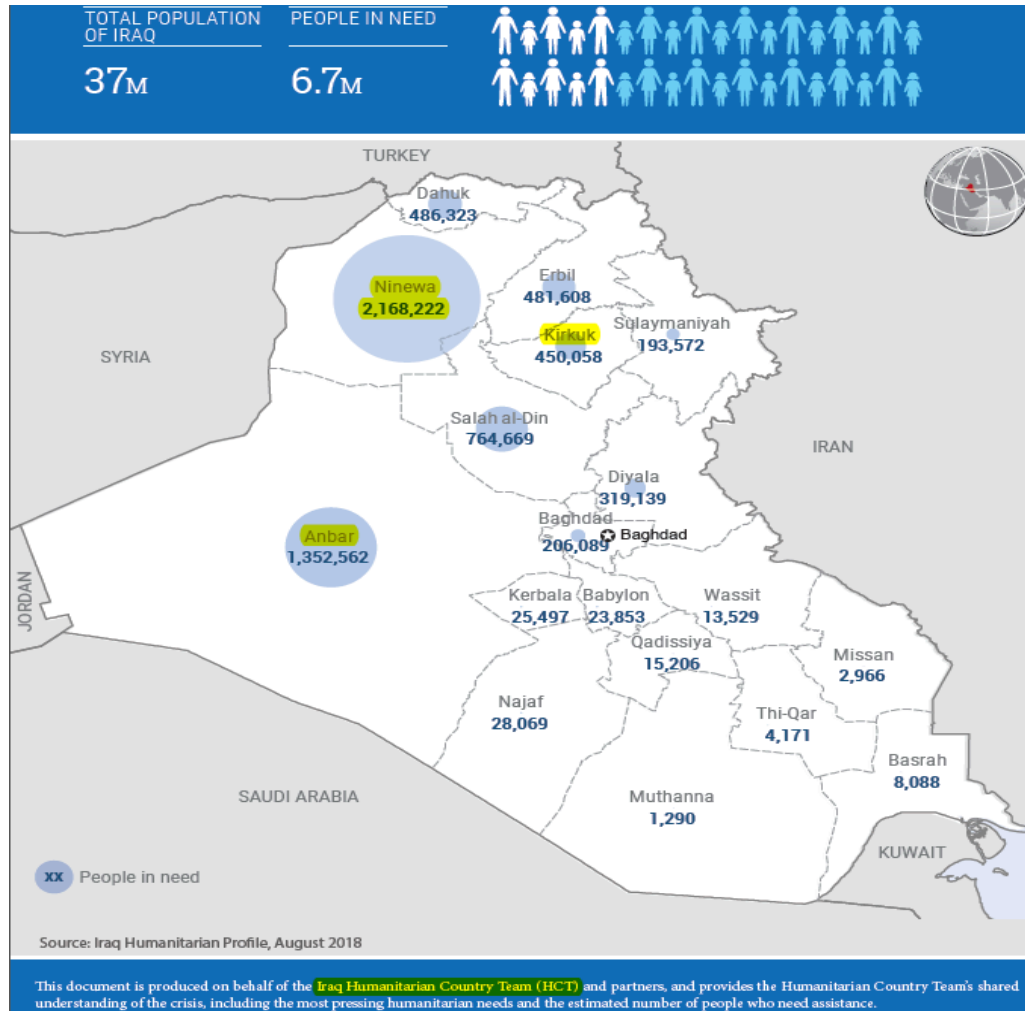 TOTAL POPULATION
OF IRAQ
37M
PEOPLE IN NEED
6.7M
TURKEY
Dahuk
486,323
Ninewa
2,168,222
Erbil
481,608
Kirkuk
450,058
Sulaymaniyah
193,572
SYRIA
Salah al-Din
764,669
IRAN
Diyala
319,139
Anbar
1,352,562
Baghdad
206,089
Baghdad
JORDAN
Kerbala
25,497
Babylon
23,853
Wassit
13,529
Qadissiya
15,206
Missan
2,966
Najaf
28,069
Thi-Qar
4,171
Basrah
8,088
SAUDI ARABIA
Muthanna
1,290
KUWAIT
xx People in need
Source: Iraq Humanitarian Profile, August 2018
This document is produced on behalf of the Iraq Humanitarian Country Team (HCT) and partners, and provides the Humanitarian Country Team's shared
understanding of the crisis, including the most pressing humanitarian needs and the estimated number of people who need assistance.